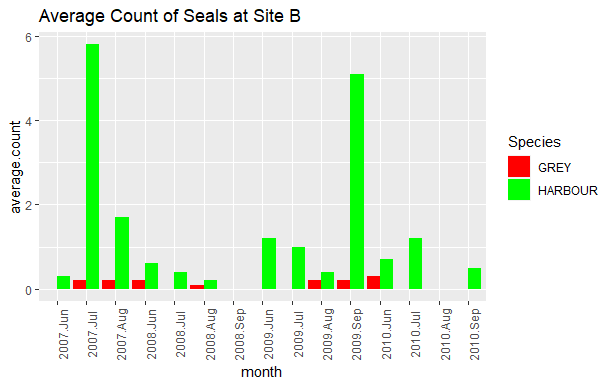 Average Count of Seals at Site B
average.count
6
4
2
0
2007.Jun
2007.Jul
2007.Aug
2008.Jun
2008.Jul
2008.Aug
2008.Sep
2009.Jun
2009.Jul
2009.Aug
2009.Sep
2010.Jun
2010.Jul
2010.Aug
2010.Sep
month
Species
GREY
HARBOUR